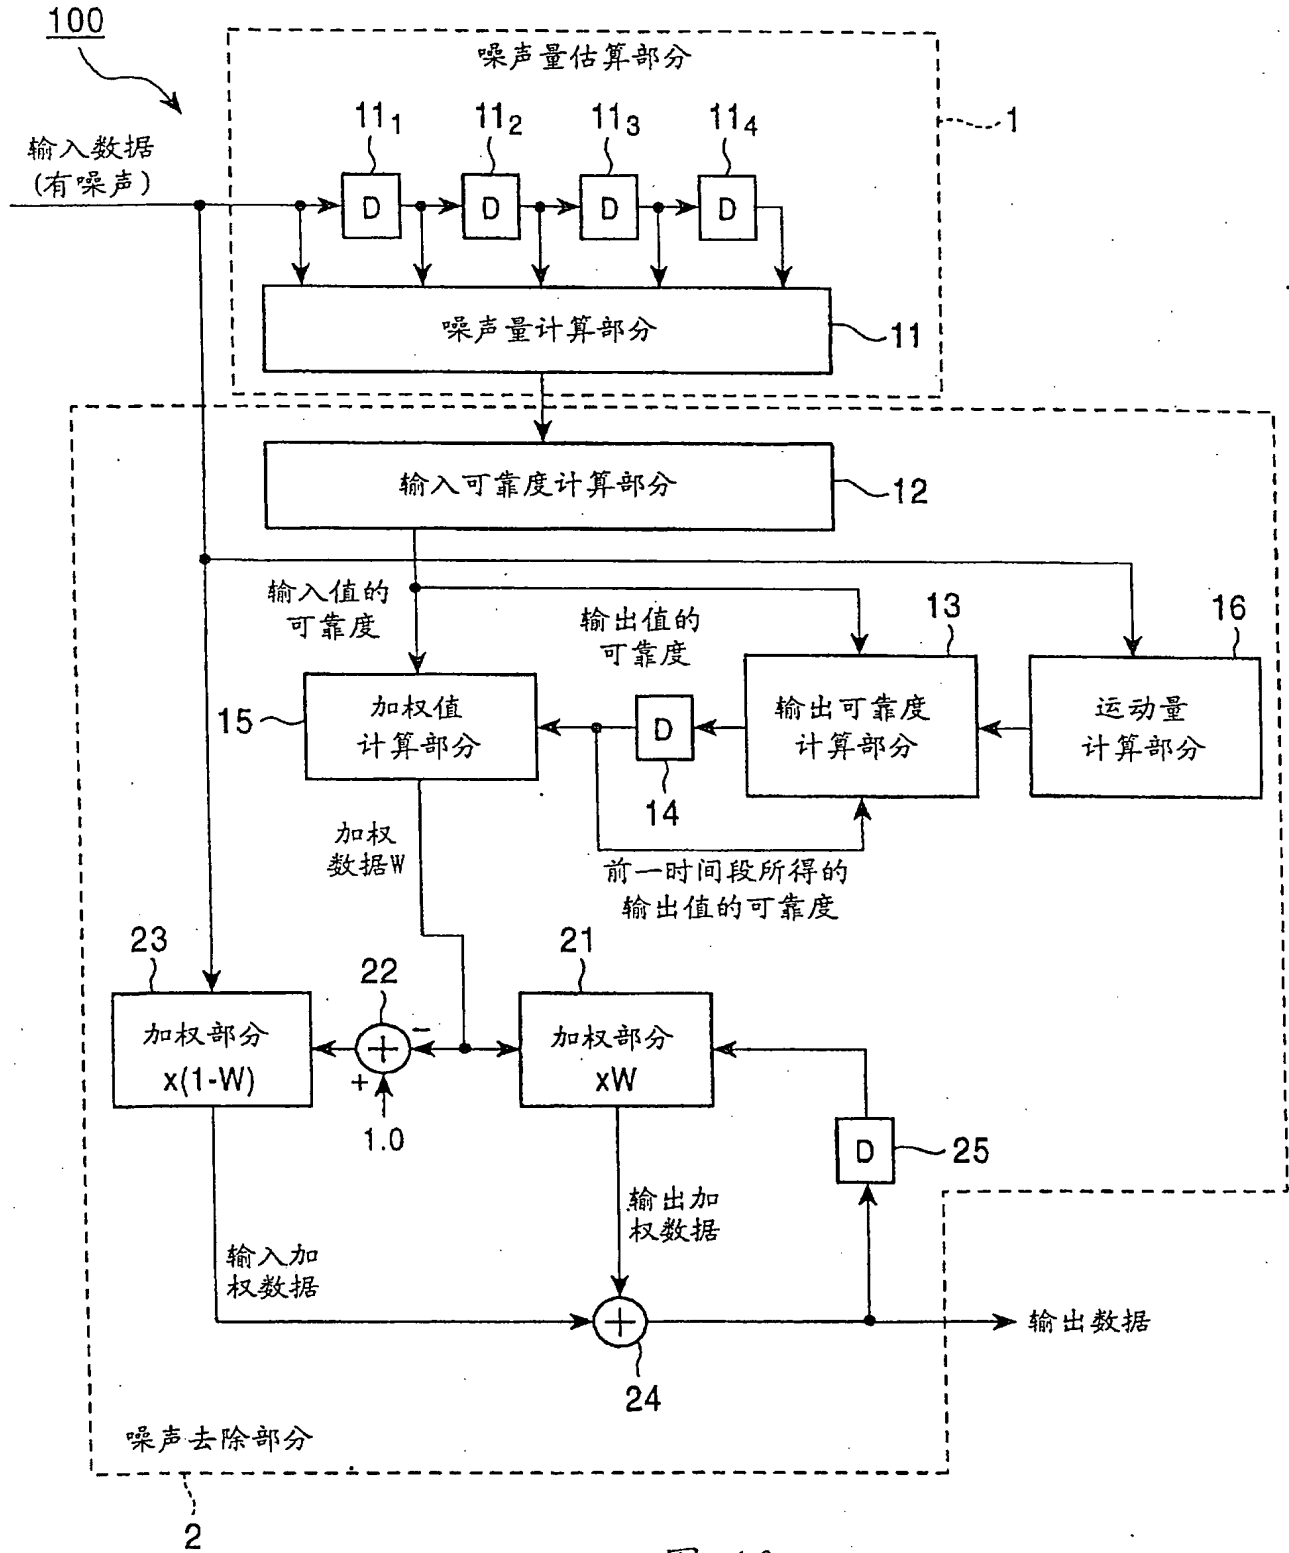 100
噪声量估算部分
1
输入数据
(有噪声)
11₁
11₂
11₃
11₄
D
D
D
D
噪声量计算部分
11
输入可靠度计算部分
12
输入值的
可靠度
输出值的
可靠度
13
16
15
加权值
计算部分
D
14
输出可靠度
计算部分
运动量
计算部分
加权
数据W
前一时间段所得的
输出值的可靠度
23
22
21
加权部分
x(1-W)
−
+
1.0
加权部分
xW
D
25
输出加
权数据
输入加
权数据
24
输出数据
噪声去除部分
2